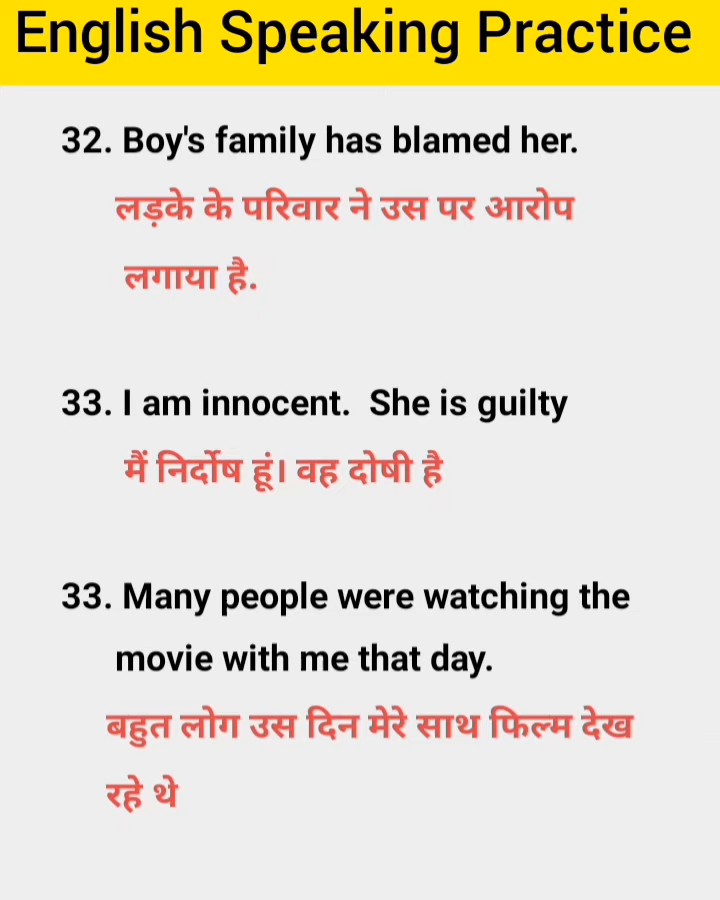 English Speaking Practice
32. Boy's family has blamed her.
लड़के के परिवार ने उस पर आरोप
लगाया है.
33. I am innocent.  She is guilty
मैं निर्दोष हूं। वह दोषी है
33. Many people were watching the
movie with me that day.
बहुत लोग उस दिन मेरे साथ फिल्म देख
रहे थे